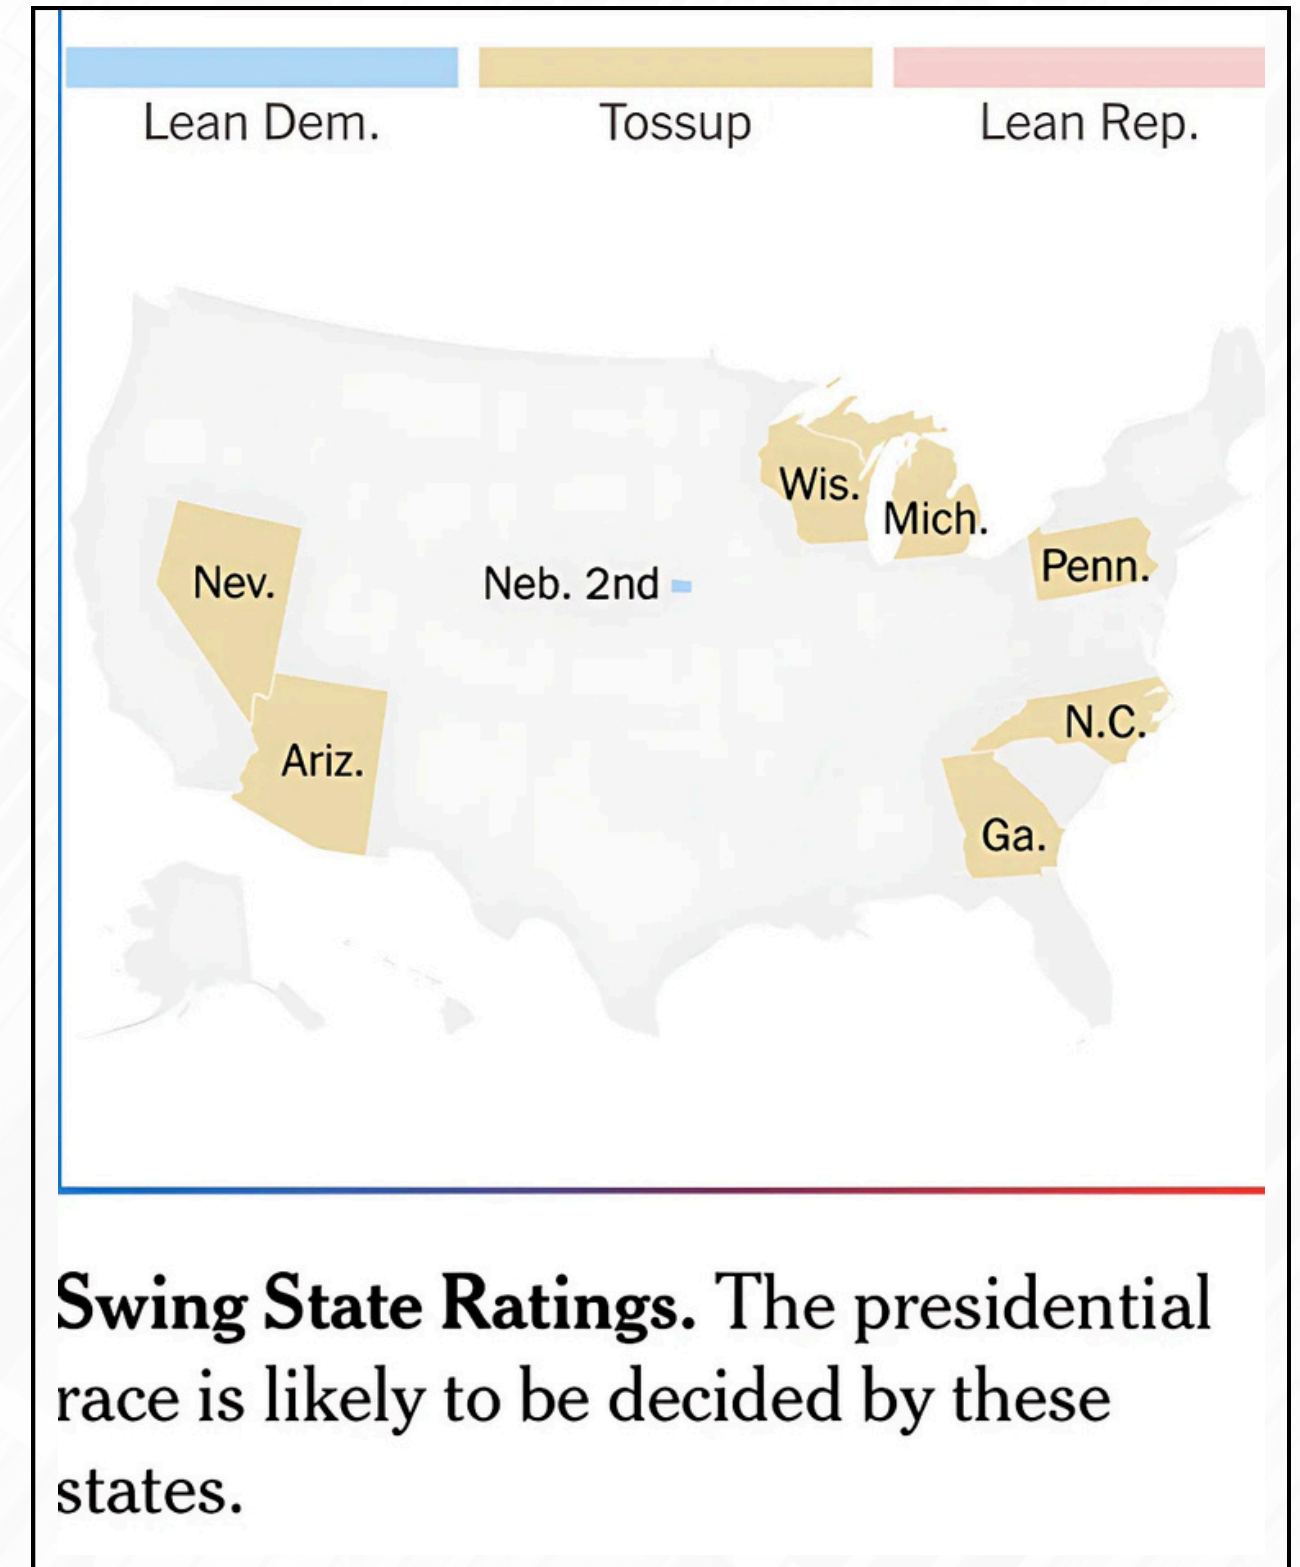 Lean Dem.
Tossup
Lean Rep.
Wis.
Mich.
Nev.
Neb. 2nd
Penn.
N.C.
Ariz.
Ga.
Swing State Ratings. The presidential
race is likely to be decided by these
states.